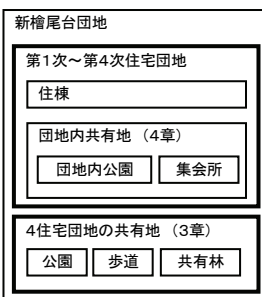 新檜尾台団地
第1次～第4次住宅団地
住棟
団地内共有地（4章）
団地内公園 集会所
4住宅団地の共有地（3章）
公園 歩道 共有林